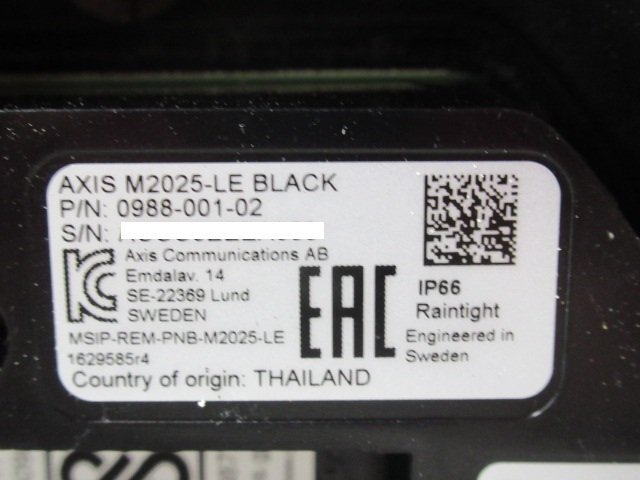 AXIS M2025-LE BLACK
P/N: 0988-001-02
S/N:
Axis Communications AB
Emdalav. 14
SE-22369 Lund
SWEDEN
MSIP-REM-PNB-M2025-LE
1629585r4
Country of origin: THAILAND
EAC
IP66
Raintight
Engineered in
Sweden